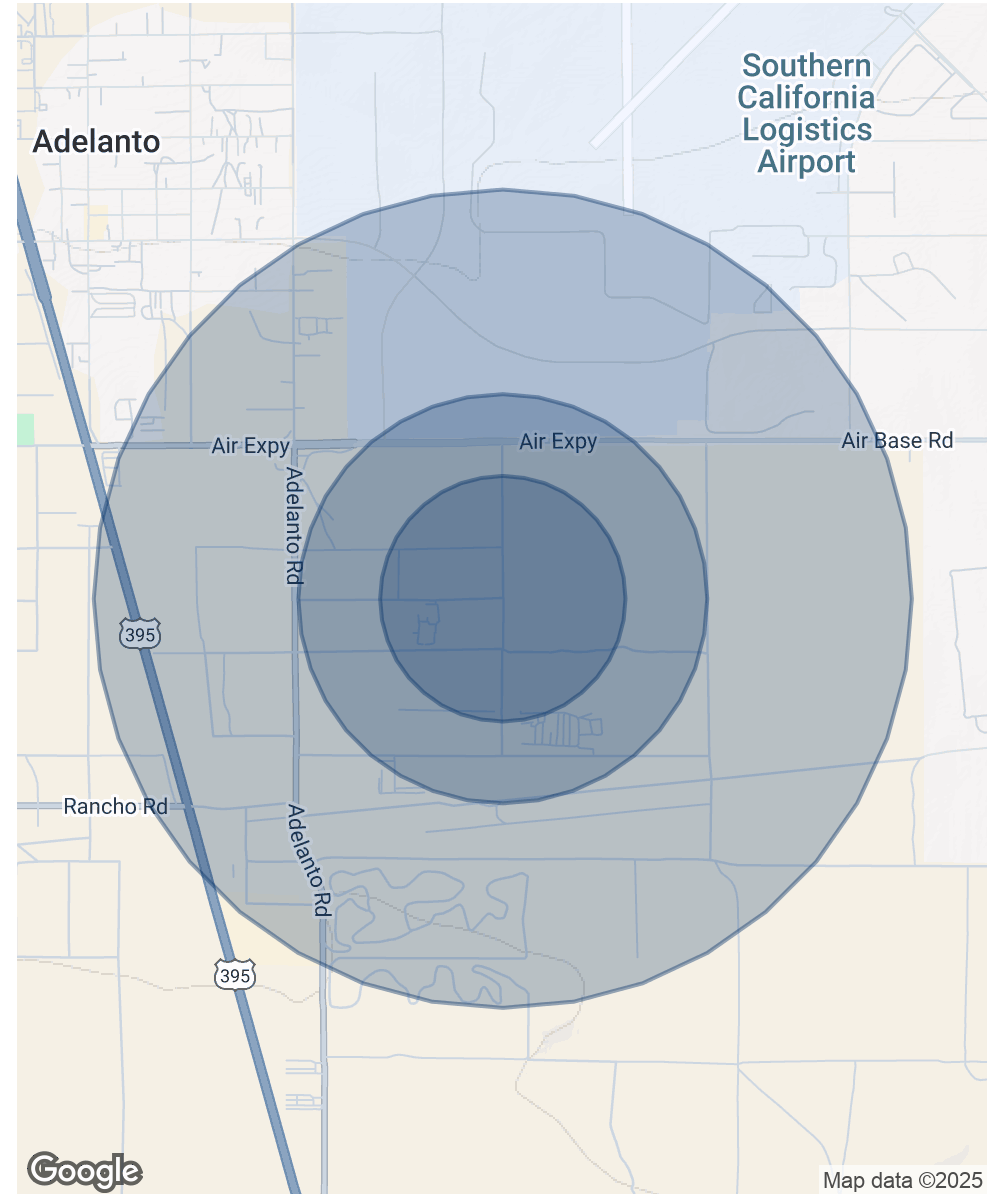 Southern
California
Logistics
Airport
Adelanto
Air Expy
Air Expy
Air Base Rd
Adelanto Rd
395
Rancho Rd
Adelanto Rd
395
Google
Map data ©2025